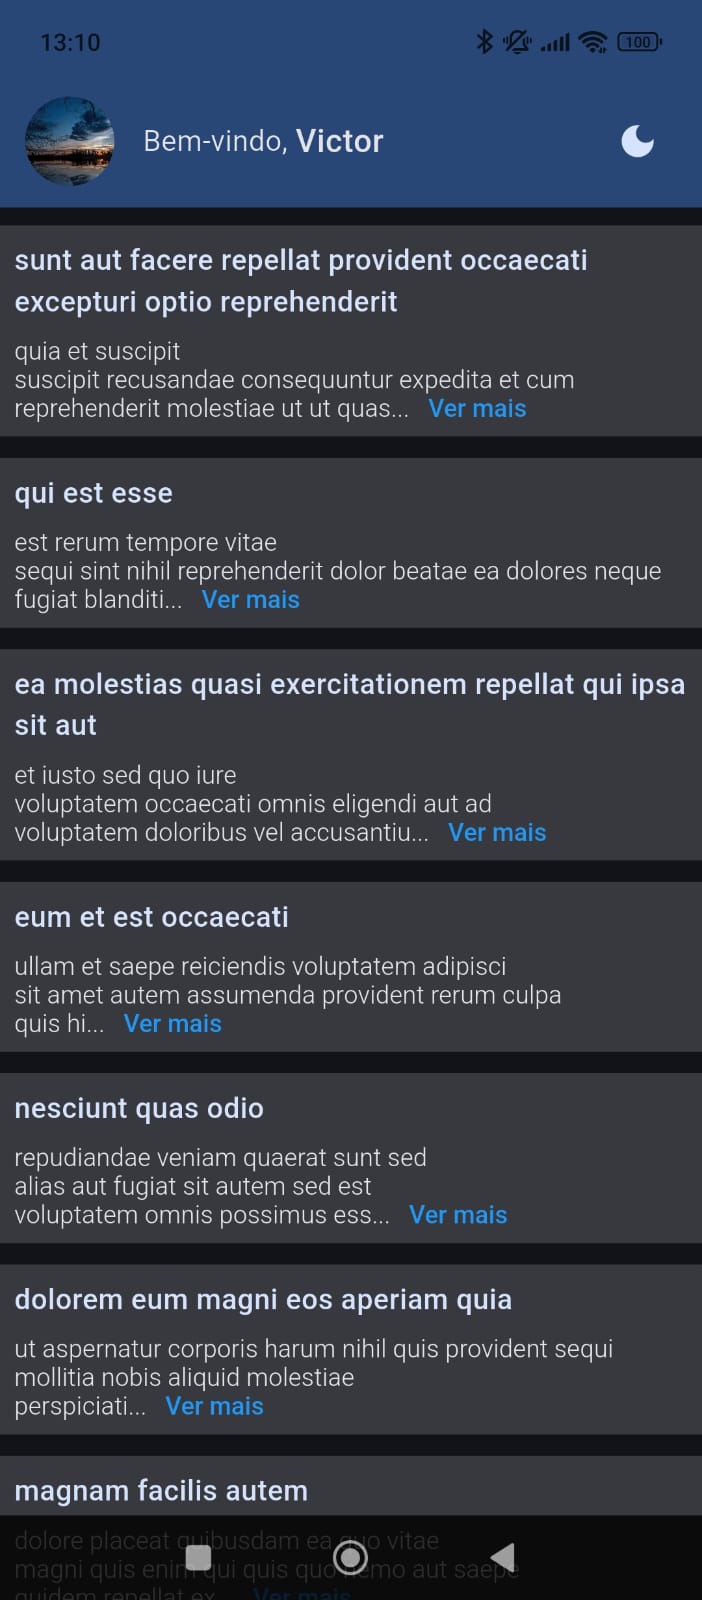 13:10
100
Bem-vindo, Victor
sunt aut facere repellat provident occaecati
excepturi optio reprehenderit
quia et suscipit
suscipit recusandae consequuntur expedita et cum
reprehenderit molestiae ut ut quas... Ver mais
qui est esse
est rerum tempore vitae
sequi sint nihil reprehenderit dolor beatae ea dolores neque
fugiat blanditi... Ver mais
ea molestias quasi exercitationem repellat qui ipsa
sit aut
et iusto sed quo iure
voluptatem occaecati omnis eligendi aut ad
voluptatem doloribus vel accusantiu... Ver mais
eum et est occaecati
ullam et saepe reiciendis voluptatem adipisci
sit amet autem assumenda provident rerum culpa
quis hi... Ver mais
nesciunt quas odio
repudiandae veniam quaerat sunt sed
alias aut fugiat sit autem sed est
voluptatem omnis possimus ess... Ver mais
dolorem eum magni eos aperiam quia
ut aspernatur corporis harum nihil quis provident sequi
mollitia nobis aliquid molestiae
perspiciati... Ver mais
magnam facilis autem
dolore placeat quibusdam ea quo vitae
magni quis enim qui quis quo nemo aut saepe
quidem repellat ex... Ver mais